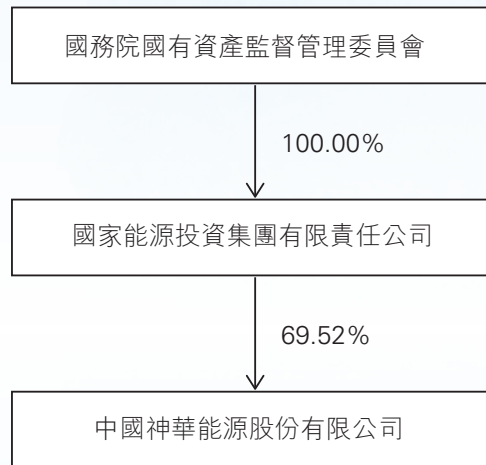 國務院國有資產監督管理委員會
100.00%
國家能源投資集團有限責任公司
69.52%
中國神華能源股份有限公司